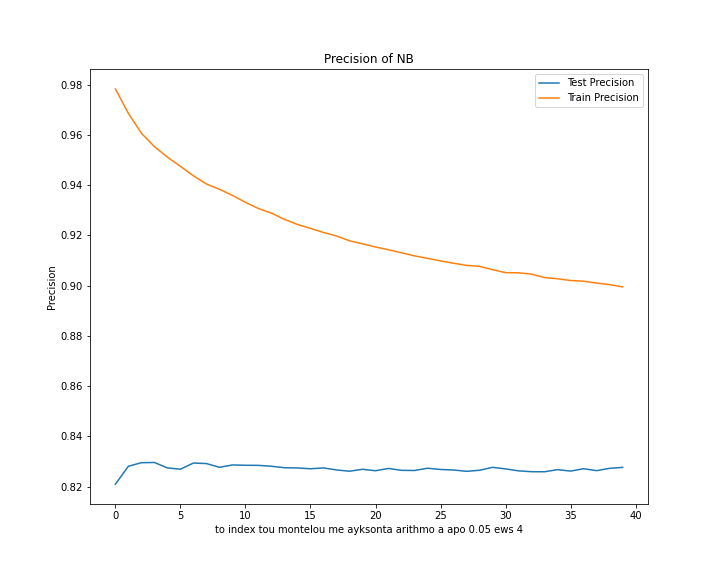 Precision of NB
Test Precision
Train Precision
Precision
0.98
0.96
0.94
0.92
0.90
0.88
0.86
0.84
0.82
0 5 10 15 20 25 30 35 40
to index tou montelou me ayksonta arithmo a apo 0.05 ews 4